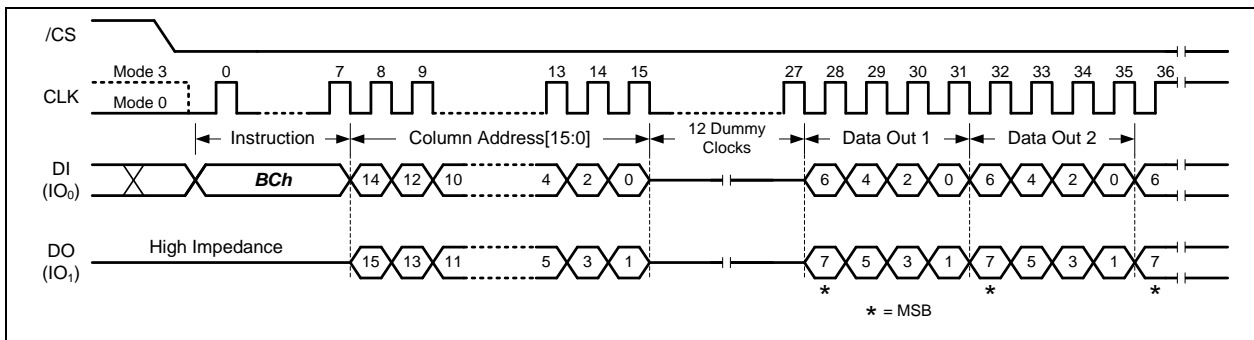 /CS
Mode 3 0 7 8 9 13 14 15 27 28 29 30 31 32 33 34 35 36
CLK
Mode 0
Instruction Column Address[15:0] 12 Dummy Clocks Data Out 1 Data Out 2
DI
(IO₀)
BCh 14 12 10 4 2 0 6 4 2 0 6 4 2 0 6
High Impedance
DO
(IO₁)
15 13 11 5 3 1 7 5 3 1 7 5 3 1 7
* * *
* = MSB